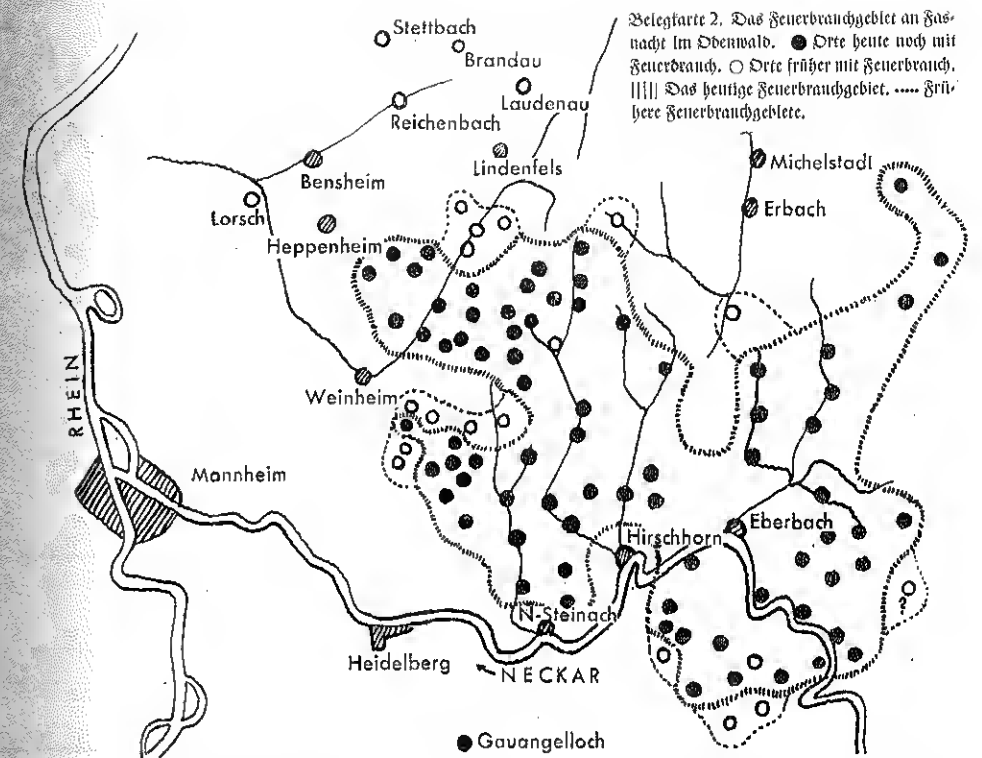 Belegkarte 2. Das Feuerbrauchgebiet an Fas-
nacht im Odenwald. ● Orte heute noch mit
Feuerbrauch. ○ Orte früher mit Feuerbrauch.
|||||| Das heutige Feuerbrauchgebiet. ..... Frü-
here Feuerbrauchgebiete.
Stettbach
Brandau
Laudenau
Reichenbach
Lindenfels
Michelstadt
Bensheim
Lorsch
Erbach
Heppenheim
RHEIN
Weinheim
Mannheim
Eberbach
Hirschhorn
?
N-Steinach
Heidelberg
NECKAR
Gauangelloch